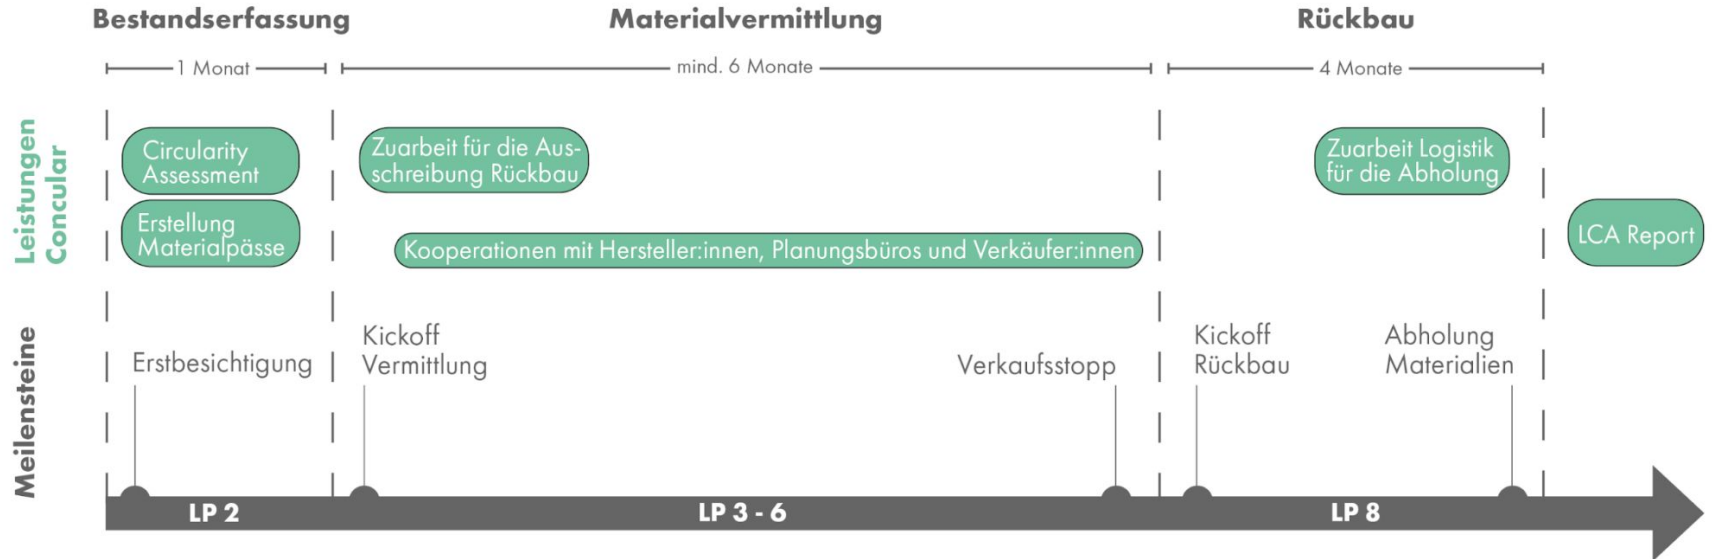 Bestandserfassung
Materialvermittlung
Rückbau
1 Monat
mind. 6 Monate
4 Monate
Leistungen
Concular
Circularity
Assessment
Erstellung
Materialpässe
Zuarbeit für die Aus-
schreibung Rückbau
Kooperationen mit Hersteller:innen, Planungsbüros und Verkäufer:innen
Zuarbeit Logistik
für die Abholung
LCA Report
Meilensteine
Erstbesichtigung
Kickoff
Vermittlung
Verkaufsstopp
Kickoff
Rückbau
Abholung
Materialien
LP 2
LP 3 - 6
LP 8